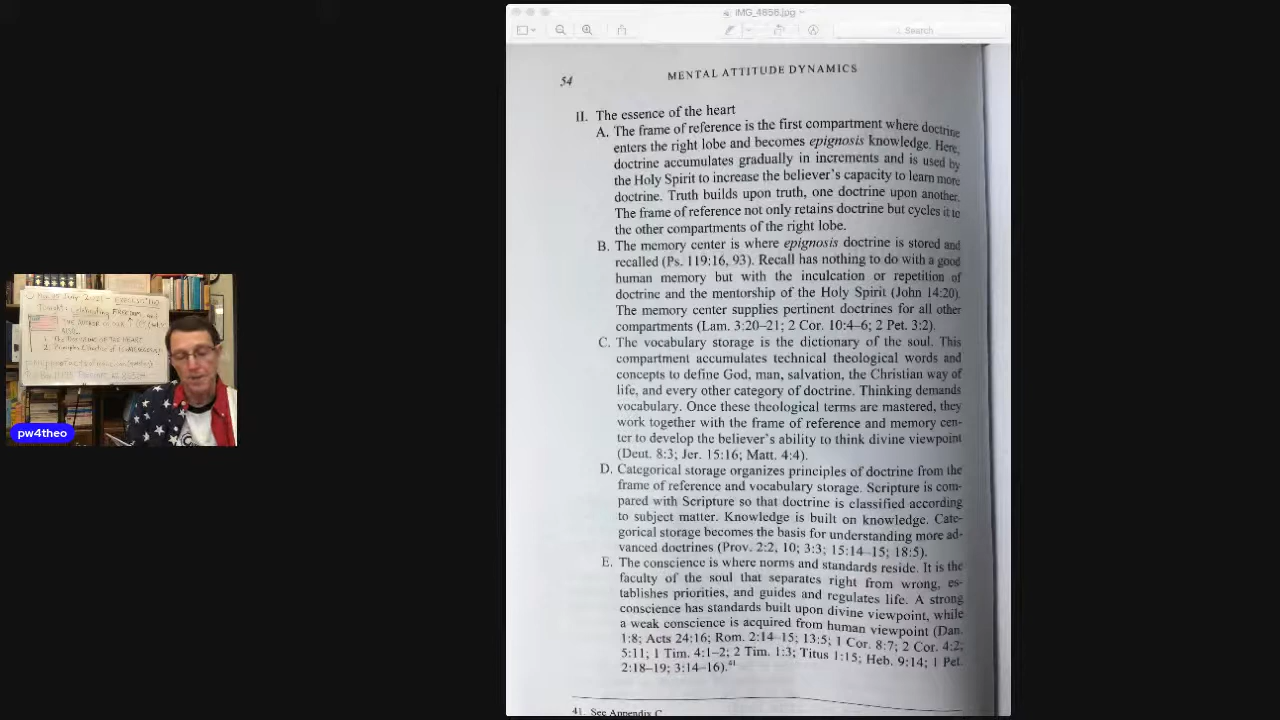 IMG_4858.jpg
Search
54
MENTAL ATTITUDE DYNAMICS
II. The essence of the heart
A. The frame of reference is the first compartment where doctrine
enters the right lobe and becomes epignosis knowledge. Here,
doctrine accumulates gradually in increments and is used by
the Holy Spirit to increase the believer's capacity to learn more
doctrine. Truth builds upon truth, one doctrine upon another.
The frame of reference not only retains doctrine but cycles it to
the other compartments of the right lobe.
B. The memory center is where epignosis doctrine is stored and
recalled (Ps. 119:16, 93). Recall has nothing to do with a good
human memory but with the inculcation or repetition of
doctrine and the mentorship of the Holy Spirit (John 14:20).
The memory center supplies pertinent doctrines for all other
compartments (Lam. 3:20–21; 2 Cor. 10:4–6; 2 Pet. 3:2).
C. The vocabulary storage is the dictionary of the soul. This
compartment accumulates technical theological words and
concepts to define God, man, salvation, the Christian way of
life, and every other category of doctrine. Thinking demands
vocabulary. Once these theological terms are mastered, they
work together with the frame of reference and memory cen-
ter to develop the believer's ability to think divine viewpoint
(Deut. 8:3; Jer. 15:16; Matt. 4:4).
D. Categorical storage organizes principles of doctrine from the
frame of reference and vocabulary storage. Scripture is com-
pared with Scripture so that doctrine is classified according
to subject matter. Knowledge is built on knowledge. Cate-
gorical storage becomes the basis for understanding more ad-
vanced doctrines (Prov. 2:2, 10; 3:3; 15:14–15; 18:5).
E. The conscience is where norms and standards reside. It is the
faculty of the soul that separates right from wrong, es-
tablishes priorities, and guides and regulates life. A strong
conscience has standards built upon divine viewpoint, while
a weak conscience is acquired from human viewpoint (Dan.
1:8; Acts 24:16; Rom. 2:14–15; 13:5; 1 Cor. 8:7; 2 Cor. 4:2;
5:11; 1 Tim. 4:1–2; 2 Tim. 1:3; Titus 1:15; Heb. 9:14; 1 Pet.
2:18–19; 3:14–16).41
41. See Appendix C
pw4theo